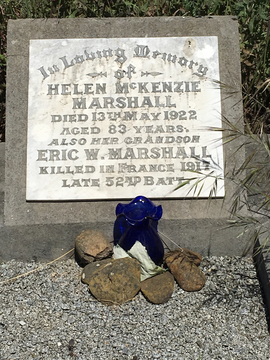 In Loving Memory
of
HELEN McKENZIE
MARSHALL
DIED 13TH MAY 1922
AGED 83 YEARS.
ALSO HER GRANDSON
ERIC W. MARSHALL
KILLED IN FRANCE 1917
LATE 52ND BATTN